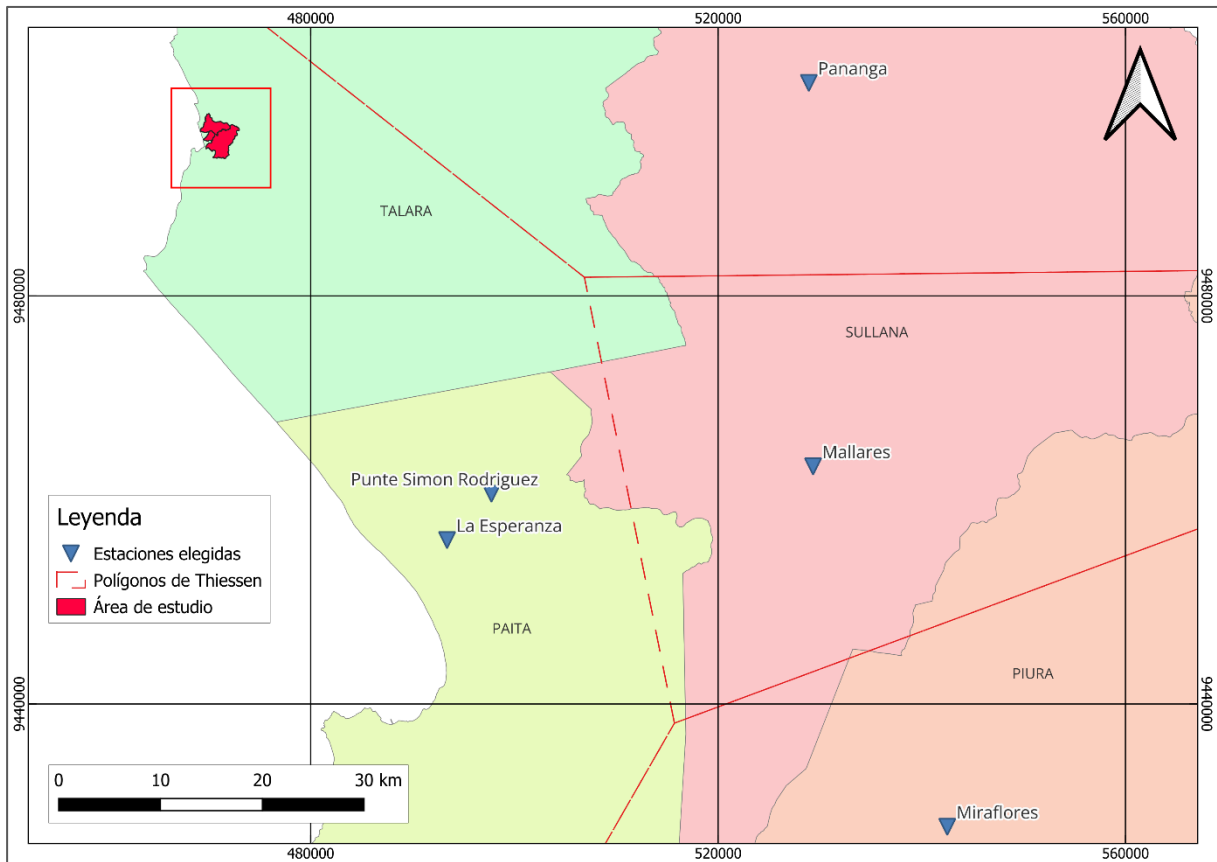 480000
520000
560000
Pananga
TALARA
9480000
9480000
SULLANA
Mallares
Punte Simon Rodriguez
La Esperanza
Leyenda
Estaciones elegidas
Polígonos de Thiessen
Área de estudio
PAITA
PIURA
9440000
9440000
0 10 20 30 km
Miraflores
480000
520000
560000